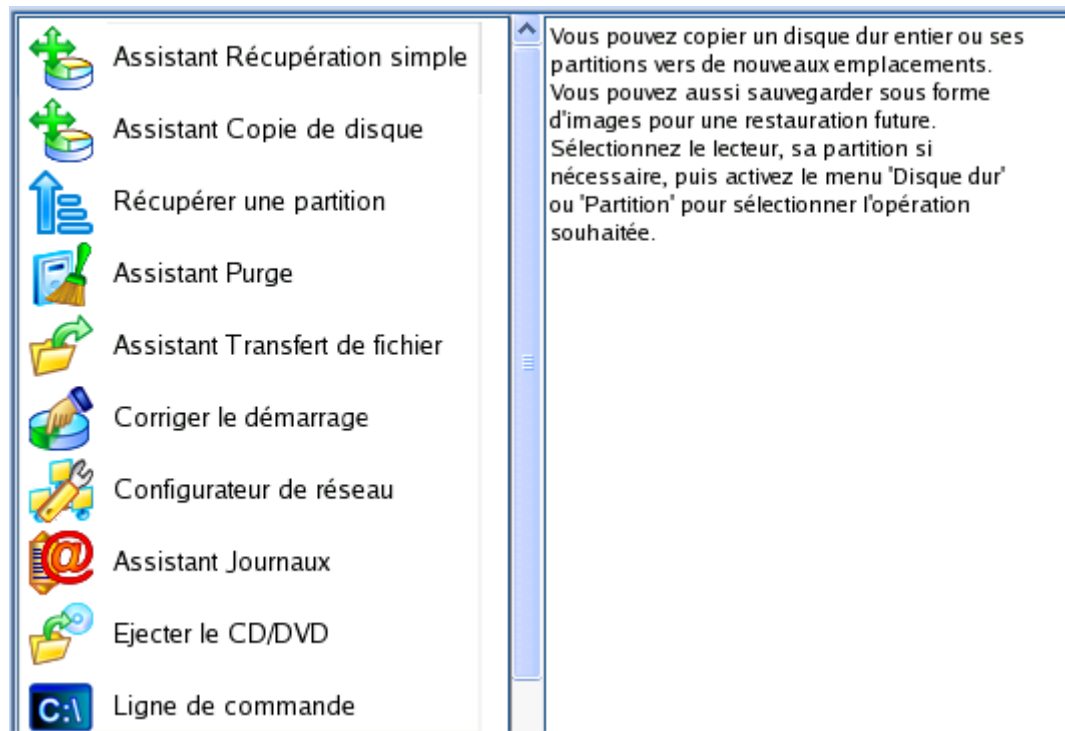 Assistant Récupération simple
Assistant Copie de disque
Récupérer une partition
Assistant Purge
Assistant Transfert de fichier
Corriger le démarrage
Configurateur de réseau
Assistant Journaux
Ejecter le CD/DVD
C:\ Ligne de commande
Vous pouvez copier un disque dur entier ou ses
partitions vers de nouveaux emplacements.
Vous pouvez aussi sauvegarder sous forme
d'images pour une restauration future.
Sélectionnez le lecteur, sa partition si
nécessaire, puis activez le menu 'Disque dur'
ou 'Partition' pour sélectionner l'opération
souhaitée.